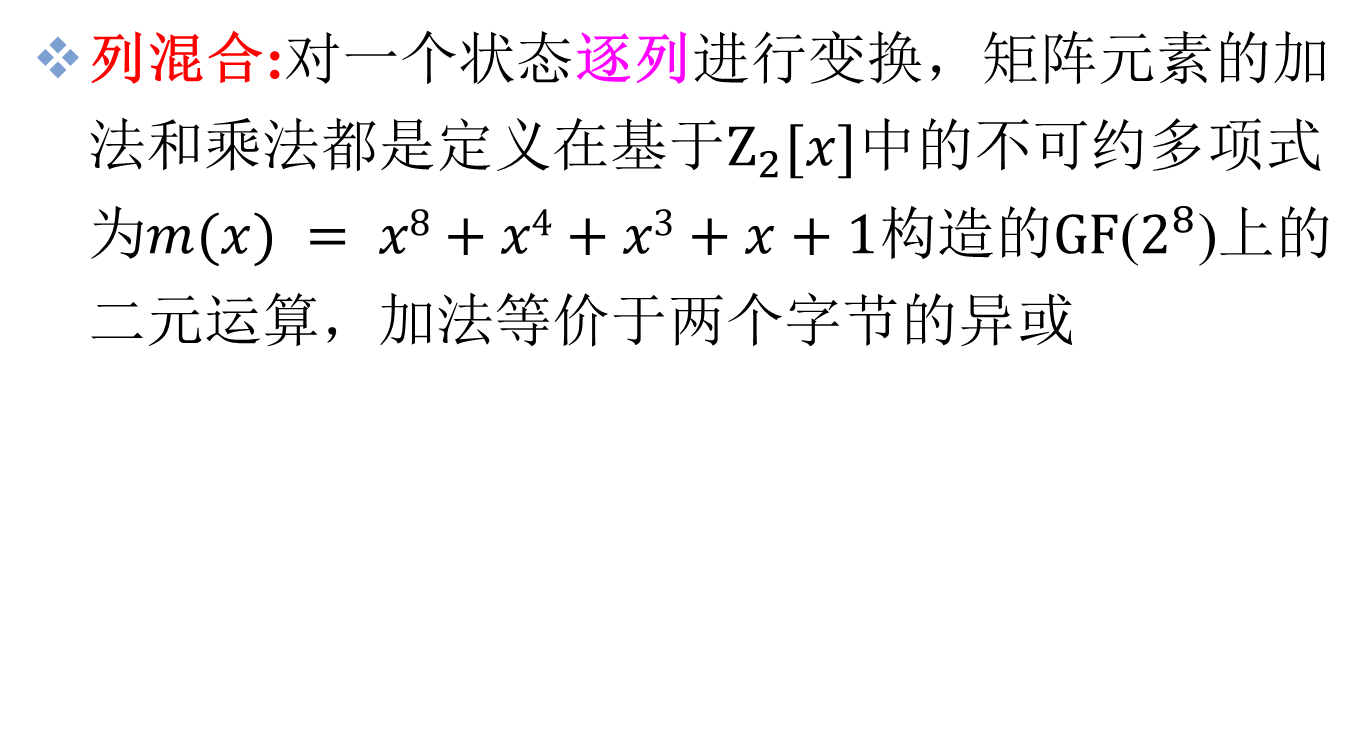 ❖列混合:对一个状态逐列进行变换，矩阵元素的加
法和乘法都是定义在基于Z₂[x]中的不可约多项式
为m(x) = x⁸ + x⁴ + x³ + x + 1构造的GF(2⁸)上的
二元运算，加法等价于两个字节的异或